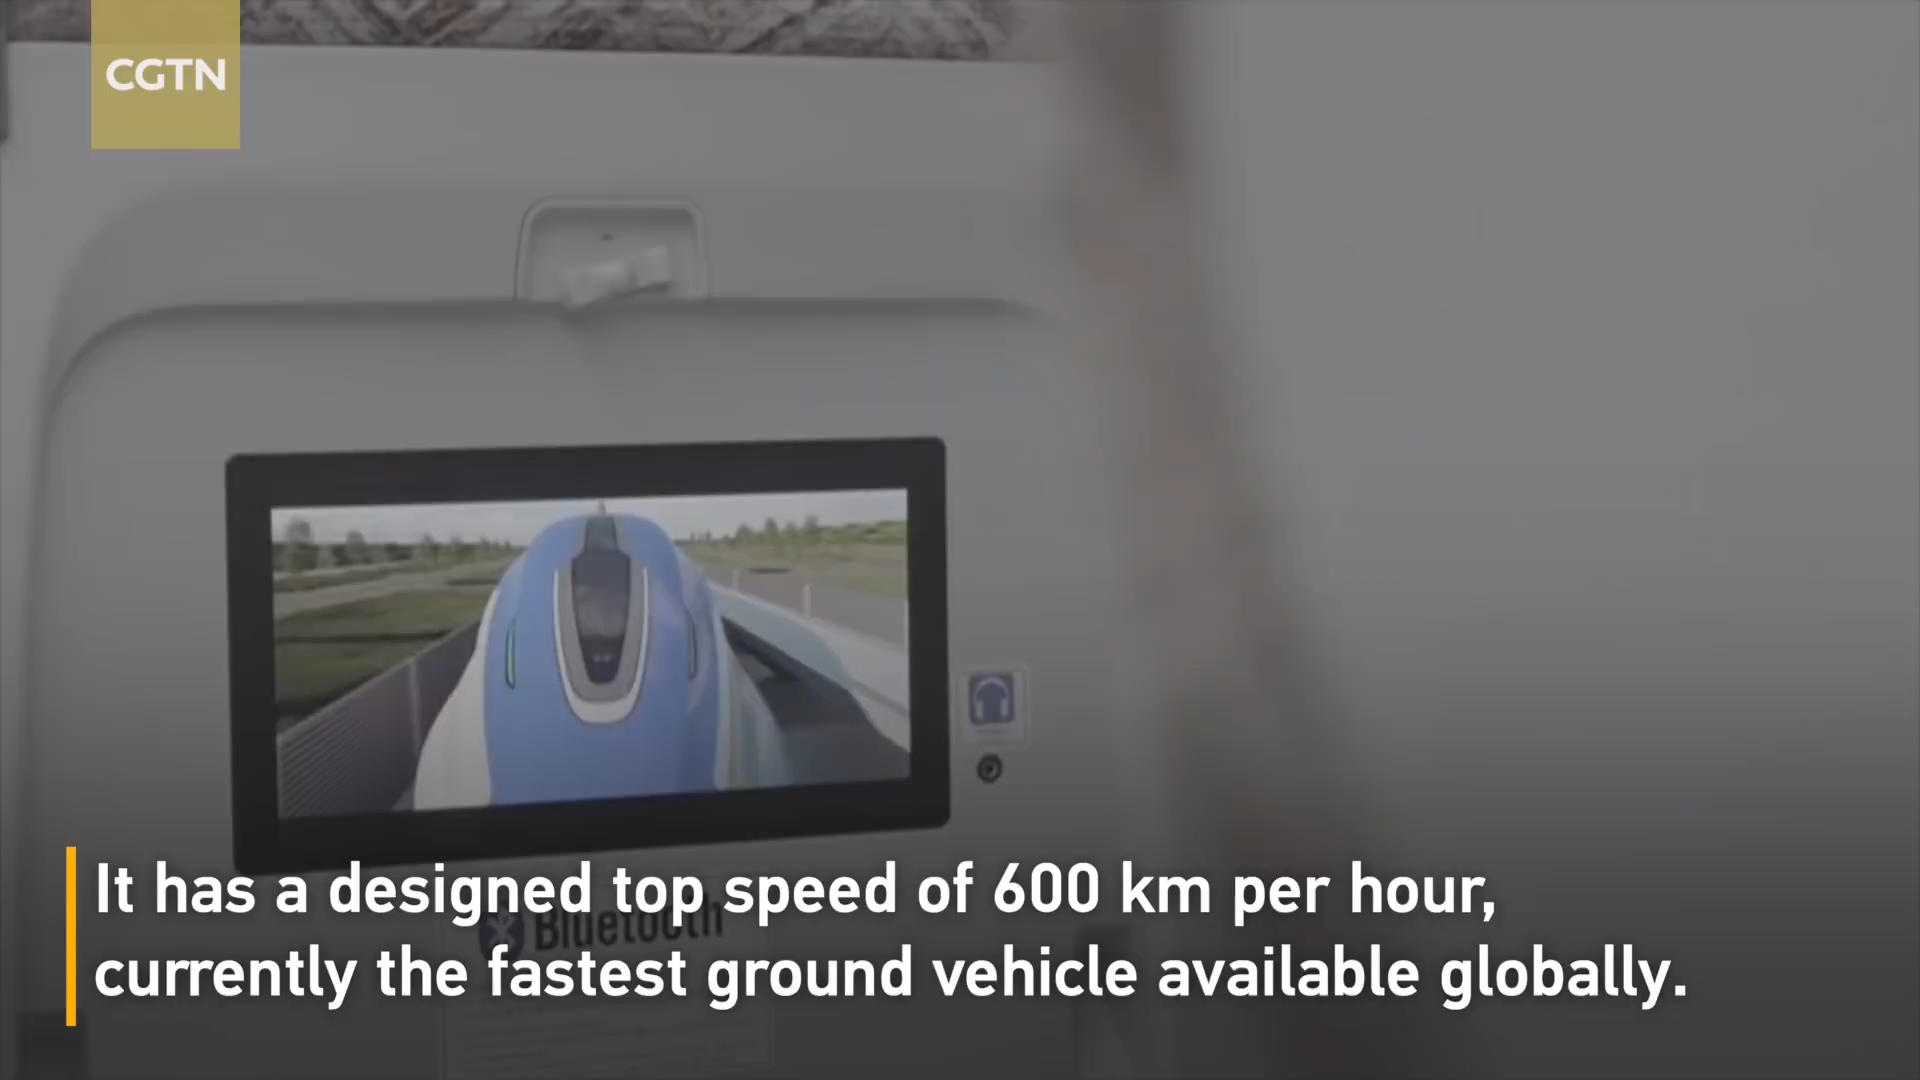 CGTN
It has a designed top speed of 600 km per hour,
Bluetooth
currently the fastest ground vehicle available globally.